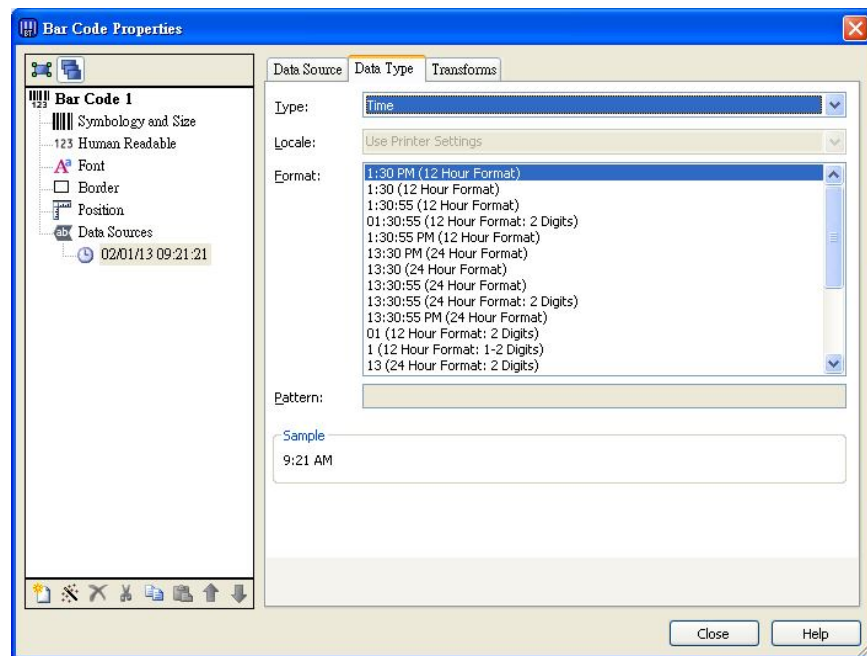 Bar Code Properties
Data Source Data Type Transforms
Bar Code 1
Symbology and Size
123 Human Readable
Font
Border
Position
Data Sources
02/01/13 09:21:21
Type: Time
Locale: Use Printer Settings
Format:
1:30 PM (12 Hour Format)
1:30 (12 Hour Format)
1:30:55 (12 Hour Format)
01:30:55 (12 Hour Format: 2 Digits)
1:30:55 PM (12 Hour Format)
13:30 PM (24 Hour Format)
13:30 (24 Hour Format)
13:30:55 (24 Hour Format)
13:30:55 (24 Hour Format: 2 Digits)
13:30:55 PM (24 Hour Format)
01 (12 Hour Format: 2 Digits)
1 (12 Hour Format: 1-2 Digits)
13 (24 Hour Format: 2 Digits)
Pattern:
Sample
9:21 AM
Close Help